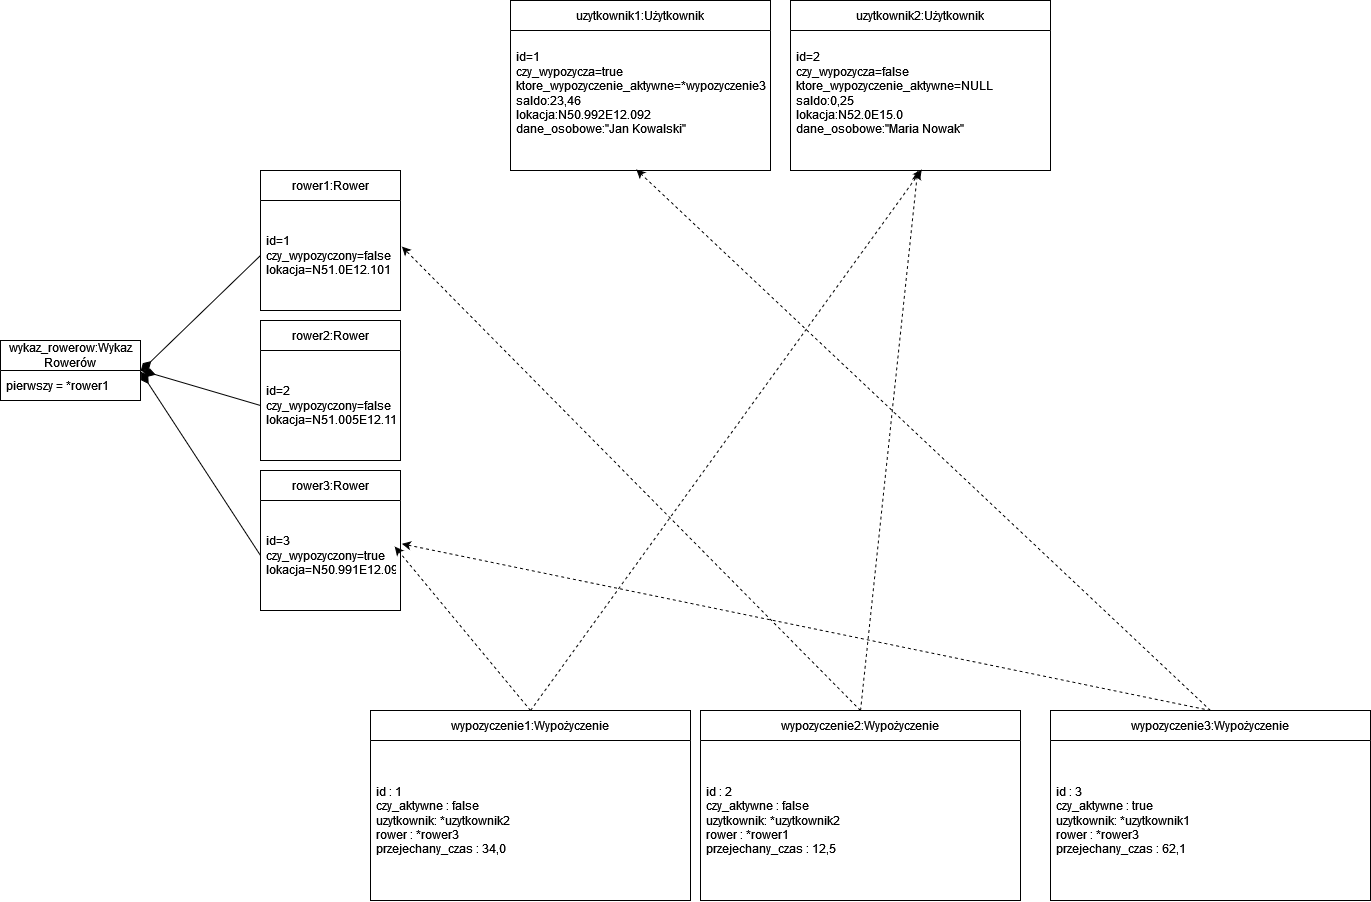 uzytkownik1:Użytkownik
id=1
czy_wypozycza=true
ktore_wypozyczenie_aktywne=*wypozyczenie3
saldo:23,46
lokacja:N50.992E12.092
dane_osobowe:"Jan Kowalski"
uzytkownik2:Użytkownik
id=2
czy_wypozycza=false
ktore_wypozyczenie_aktywne=NULL
saldo:0,25
lokacja:N52.0E15.0
dane_osobowe:"Maria Nowak"
rower1:Rower
id=1
czy_wypozyczony=false
lokacja=N51.0E12.101
rower2:Rower
id=2
czy_wypozyczony=false
lokacja=N51.005E12.11
wykaz_rowerow:Wykaz
Rowerów
pierwszy = *rower1
rower3:Rower
id=3
czy_wypozyczony=true
lokacja=N50.991E12.09
wypozyczenie1:Wypożyczenie
id : 1
czy_aktywne : false
uzytkownik: *uzytkownik2
rower : *rower3
przejechany_czas : 34,0
wypozyczenie2:Wypożyczenie
id : 2
czy_aktywne : false
uzytkownik: *uzytkownik2
rower : *rower1
przejechany_czas : 12,5
wypozyczenie3:Wypożyczenie
id : 3
czy_aktywne : true
uzytkownik: *uzytkownik1
rower : *rower3
przejechany_czas : 62,1